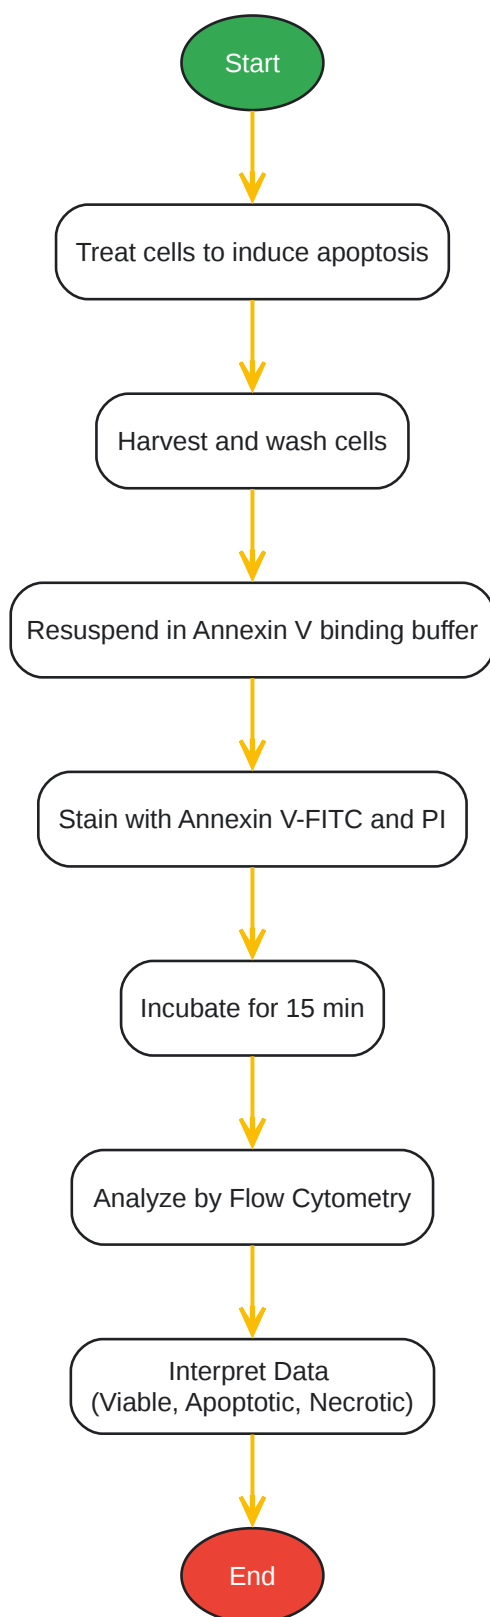 Start
Treat cells to induce apoptosis
Harvest and wash cells
Resuspend in Annexin V binding buffer
Stain with Annexin V-FITC and PI
Incubate for 15 min
Analyze by Flow Cytometry
Interpret Data
(Viable, Apoptotic, Necrotic)
End